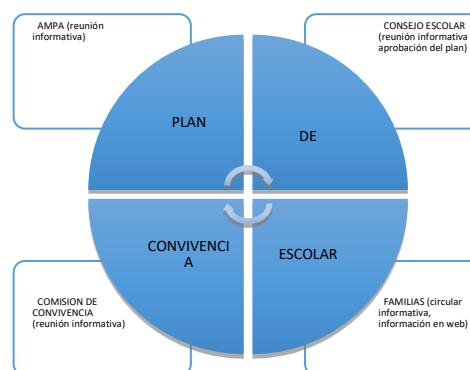 AMPA (reunión
informativa)
CONSEJO ESCOLAR
(reunión informativa
aprobación del plan)
PLAN
DE
CONVIVENCI
A
ESCOLAR
COMISION DE
CONVIVENCIA
(reunión informativa)
FAMILIAS (circular
informativa,
información en web)